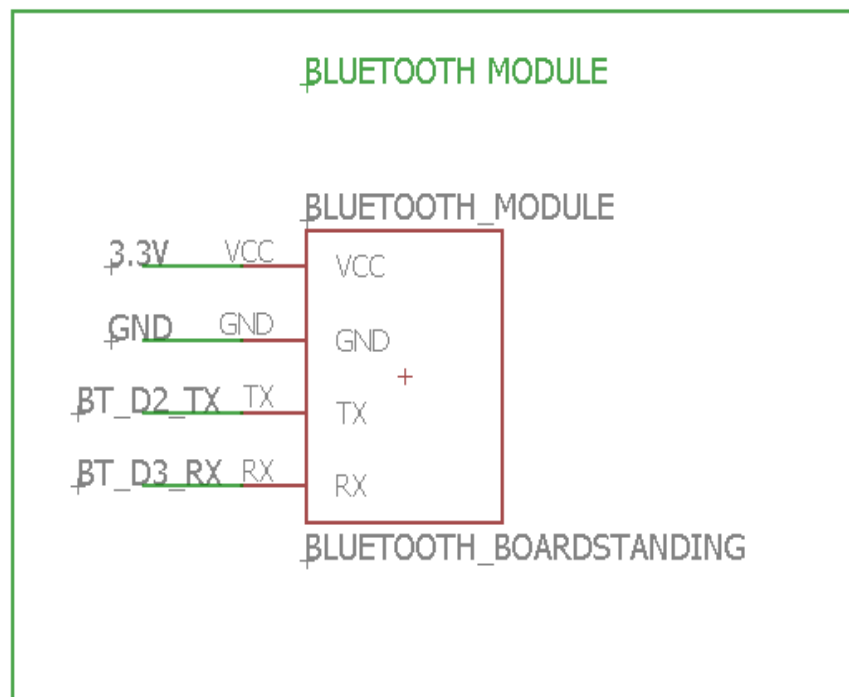 BLUETOOTH MODULE
BLUETOOTH_MODULE
3.3V VCC VCC
GND GND GND
BT_D2_TX TX TX
BT_D3_RX RX RX
BLUETOOTH_BOARDSTANDING